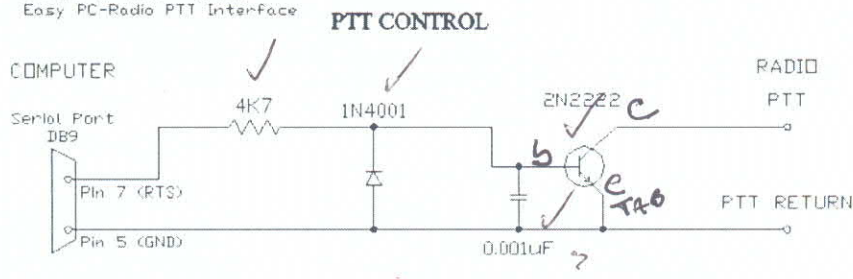 Easy PC-Radio PTT Interface
PTT CONTROL
COMPUTER
RADIO
4K7
1N4001
2N2222
C
PTT
Serial Port
DB9
b
e
TAB
Pin 7 (RTS)
PTT RETURN
Pin 5 (GND)
0.001uF
?